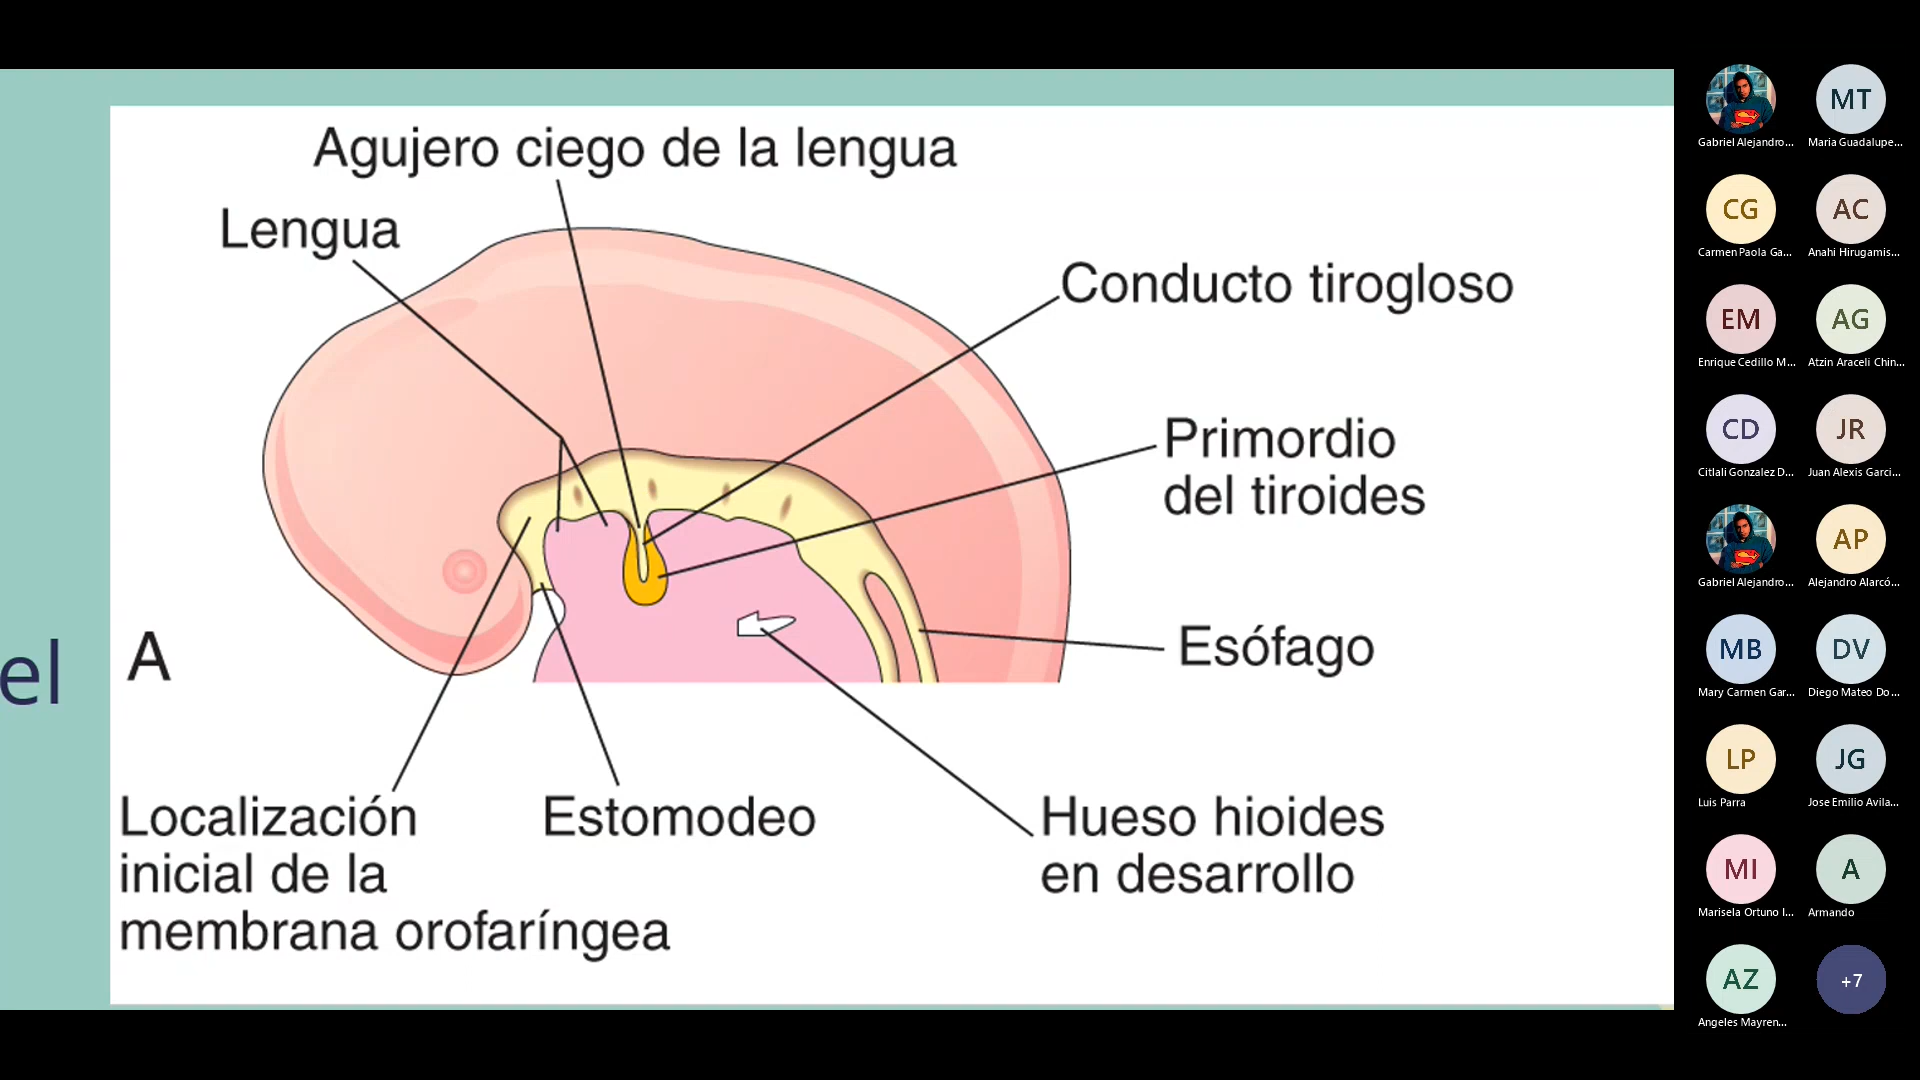 Agujero ciego de la lengua
Lengua
Conducto tirogloso
Primordio
del tiroides
Esófago
el
A
Localización
inicial de la
membrana orofaríngea
Estomodeo
Hueso hioides
en desarrollo
Gabriel Alejandro...
MT
Maria Guadalupe...
CG
Carmen Paola Ga...
AC
Anahi Hirugamis...
EM
Enrique Cedillo M...
AG
Atzin Araceli Chin...
CD
Citlali Gonzalez D...
JR
Juan Alexis Garci...
Gabriel Alejandro...
AP
Alejandro Alarcó...
MB
Mary Carmen Gar...
DV
Diego Mateo Do...
LP
Luis Parra
JG
Jose Emilio Avila...
MI
Marisela Ortuno I...
A
Armando
AZ
Angeles Mayren...
+7